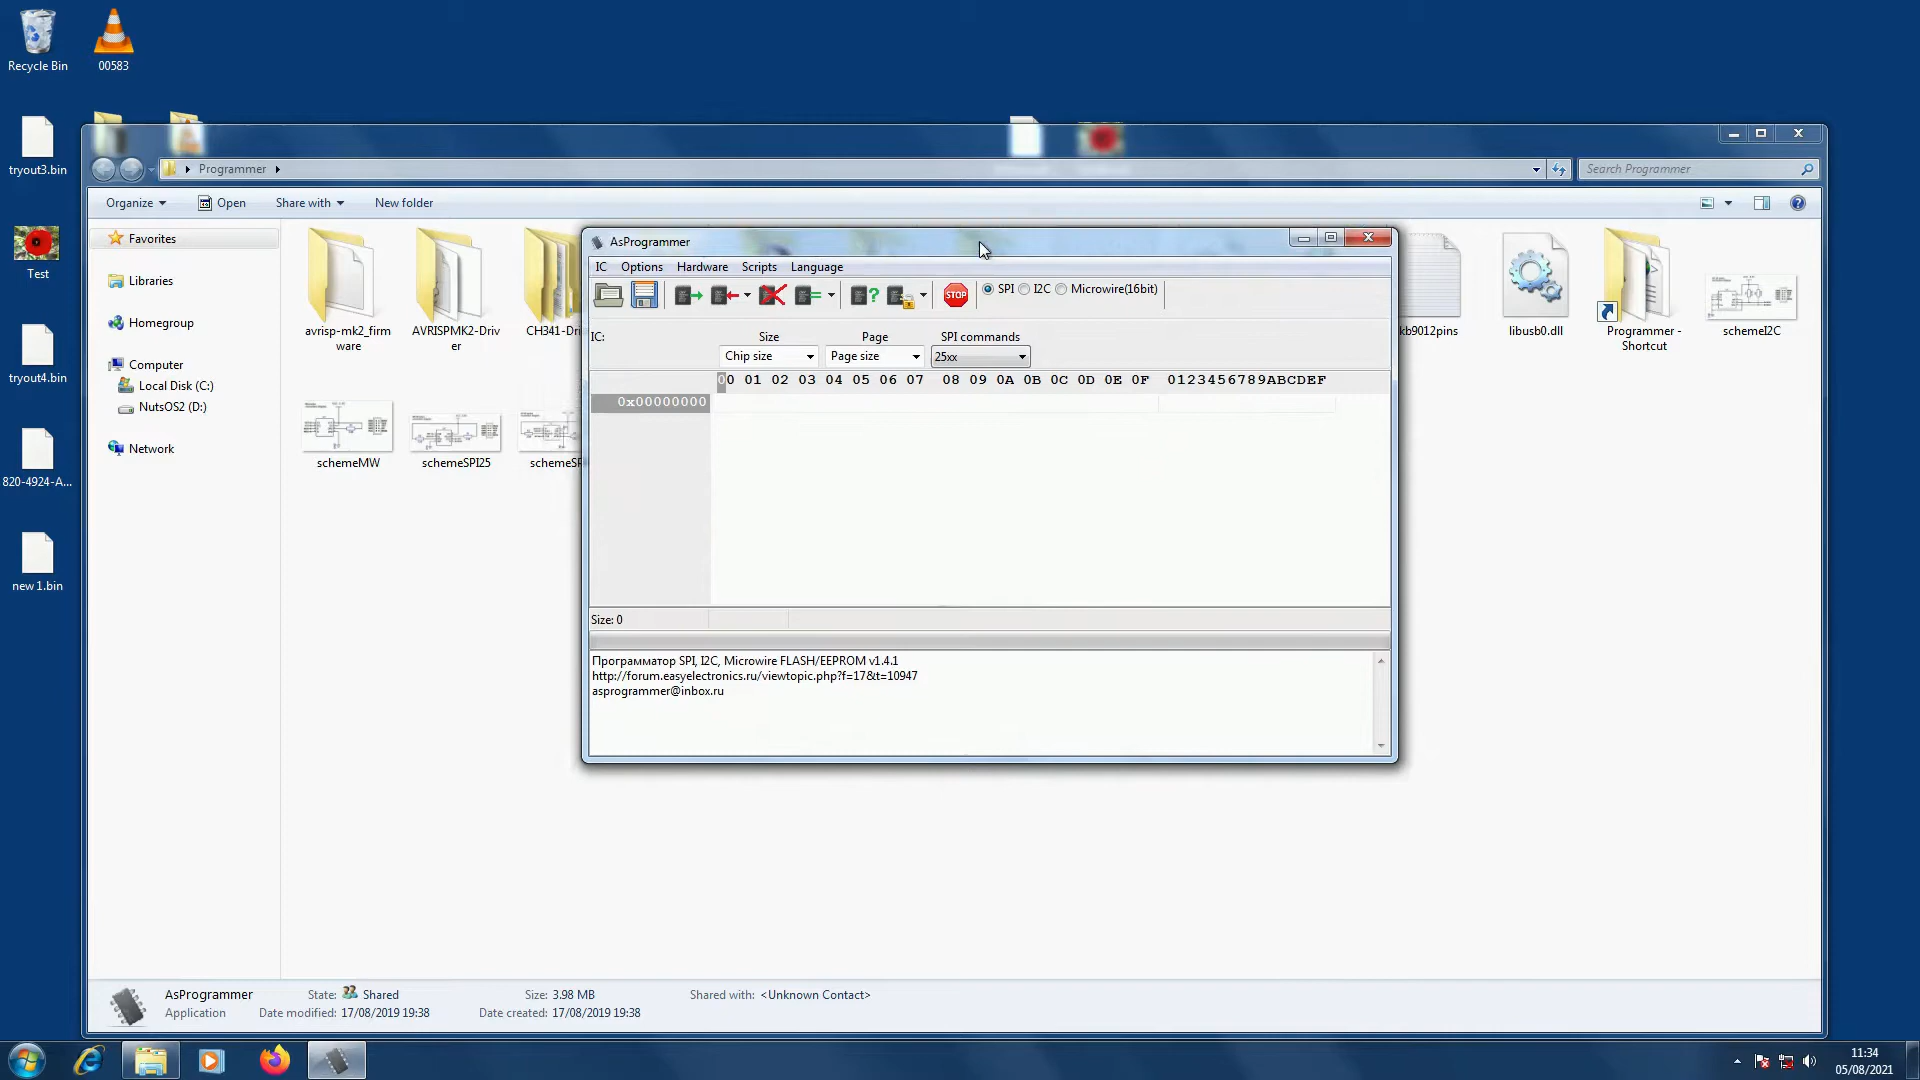 Recycle Bin
00583
tryout3.bin
Test
tryout4.bin
820-4924-A...
new 1.bin
Programmer
Search Programmer
Organize
Open
Share with
New folder
Favorites
Libraries
Homegroup
Computer
Local Disk (C:)
NutsOS2 (D:)
Network
avrisp-mk2_firm
ware
AVRISPMK2-Driv
er
CH341-Dri
kb9012pins
libusb0.dll
Programmer -
Shortcut
schemeI2C
schemeMW
schemeSPI25
schemeSP
AsProgrammer
IC Options Hardware Scripts Language
STOP
SPI I2C Microwire(16bit)
IC:
Size Page SPI commands
Chip size Page size 25xx
00 01 02 03 04 05 06 07 08 09 0A 0B 0C 0D 0E 0F 0123456789ABCDEF
0x00000000
Size: 0
Программатор SPI, I2C, Microwire FLASH/EEPROM v1.4.1
http://forum.easyelectronics.ru/viewtopic.php?f=17&t=10947
asprogrammer@inbox.ru
AsProgrammer State: Shared Size: 3.98 MB Shared with: <Unknown Contact>
Application Date modified: 17/08/2019 19:38 Date created: 17/08/2019 19:38
11:34
05/08/2021